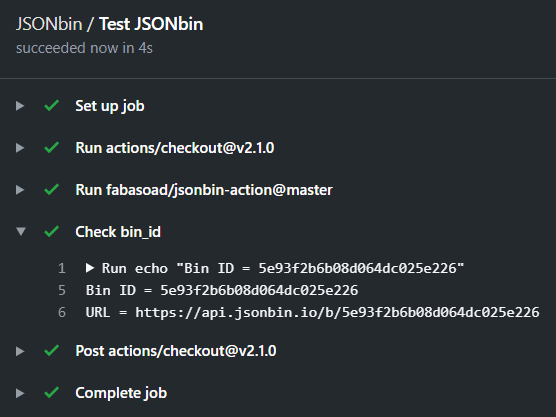 JSONbin / Test JSONbin
succeeded now in 4s
Set up job
Run actions/checkout@v2.1.0
Run fabasoad/jsonbin-action@master
Check bin_id
1 ▶ Run echo "Bin ID = 5e93f2b6b08d064dc025e226"
5 Bin ID = 5e93f2b6b08d064dc025e226
6 URL = https://api.jsonbin.io/b/5e93f2b6b08d064dc025e226
Post actions/checkout@v2.1.0
Complete job